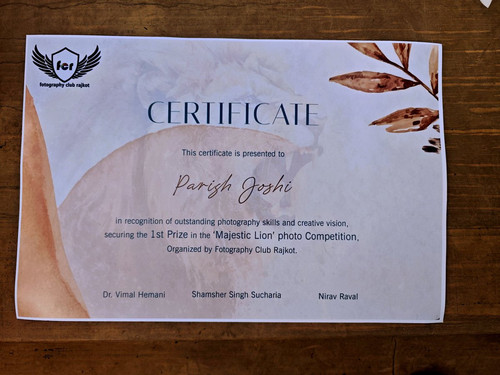 fcr
fotography club rajkot
CERTIFICATE
This certificate is presented to
Parish Joshi
in recognition of outstanding photography skills and creative vision,
securing the 1st Prize in the 'Majestic Lion' photo Competition,
Organized by Fotography Club Rajkot.
Dr. Vimal Hemani Shamsher Singh Sucharia Nirav Raval